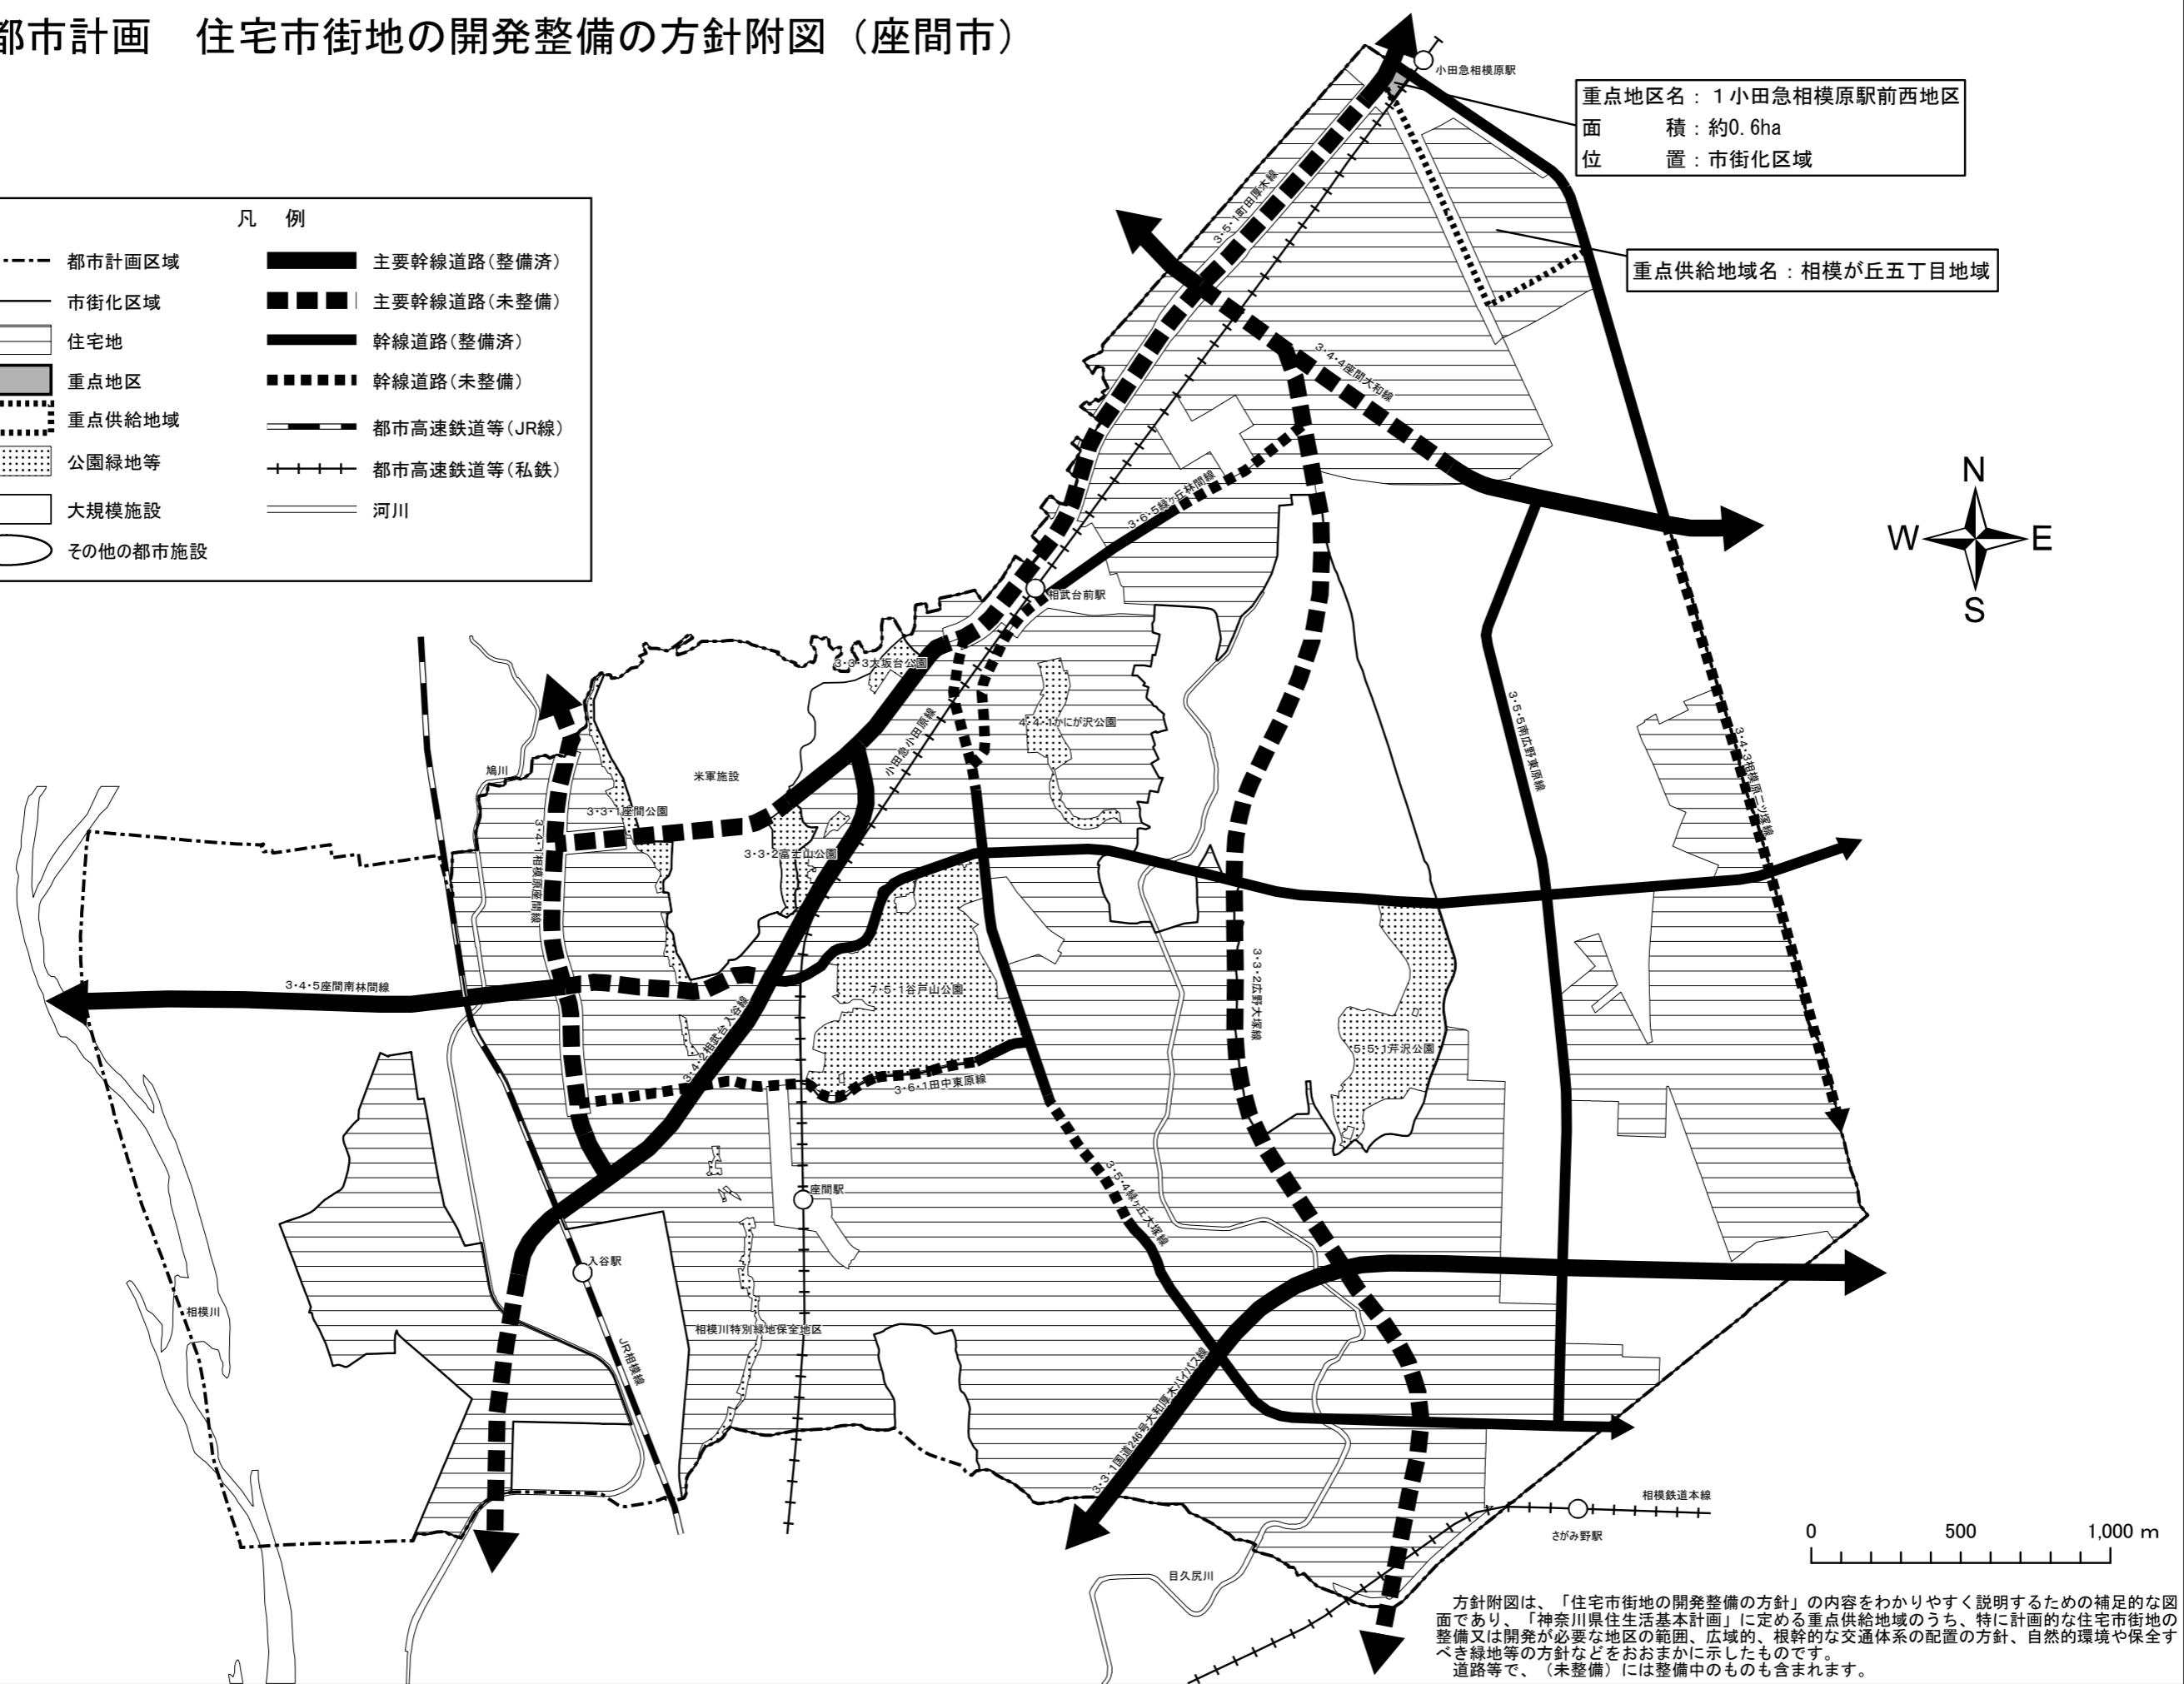 都市計画　住宅市街地の開発整備の方針附図（座間市）
小田急相模原駅
重点地区名：１小田急相模原駅前西地区
面　　　積：約0.6ha
位　　　置：市街化区域
重点供給地域名：相模が丘五丁目地域
凡　例
都市計画区域
市街化区域
住宅地
重点地区
重点供給地域
公園緑地等
大規模施設
その他の都市施設
主要幹線道路（整備済）
主要幹線道路（未整備）
幹線道路（整備済）
幹線道路（未整備）
都市高速鉄道等（JR線）
都市高速鉄道等（私鉄）
河川
N
W
E
S
3・5・1町田厚木線
3・4・4座間大和線
3・6・5緑ヶ丘林間線
相武台前駅
3・3・3大坂台公園
4・4・1かにが沢公園
小田急小田原線
3・5・5南広野東原線
3・4・3相模原二ツ塚線
鳩川
米軍施設
3・3・1座間公園
3・3・2富士山公園
3・4・1相模原座間線
3・4・5座間南林間線
7・5・1谷戸山公園
3・3・2広野大塚線
3・4・2相武台入谷線
5・5・1芹沢公園
3・6・1田中東原線
3・5・4緑ヶ丘大塚線
座間駅
入谷駅
相模川
JR相模線
相模川特別緑地保全地区
3・3・1国道246号大和厚木バイパス線
相模鉄道本線
さがみ野駅
目久尻川
0　500　1,000 m
方針附図は、「住宅市街地の開発整備の方針」の内容をわかりやすく説明するための補足的な図
面であり、「神奈川県住生活基本計画」に定める重点供給地域のうち、特に計画的な住宅市街地の
整備又は開発が必要な地区の範囲、広域的、根幹的な交通体系の配置の方針、自然的環境や保全す
べき緑地等の方針などをおおまかに示したものです。
道路等で、（未整備）には整備中のものも含まれます。